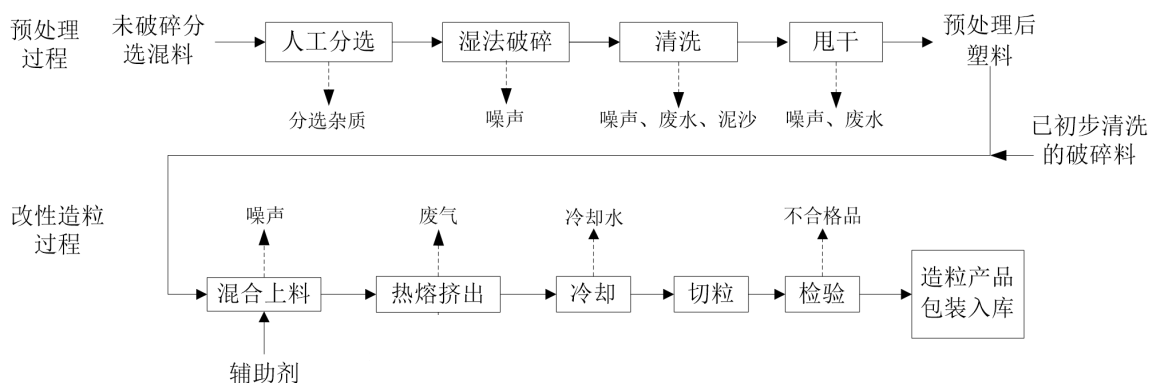 预处理
过程
未破碎分
选混料
人工分选
湿法破碎
清洗
甩干
预处理后
塑料
分选杂质
噪声
噪声、废水、泥沙
噪声、废水
已初步清洗
的破碎料
改性造粒
过程
噪声
废气
冷却水
不合格品
混合上料
热熔挤出
冷却
切粒
检验
造粒产品
包装入库
辅助剂